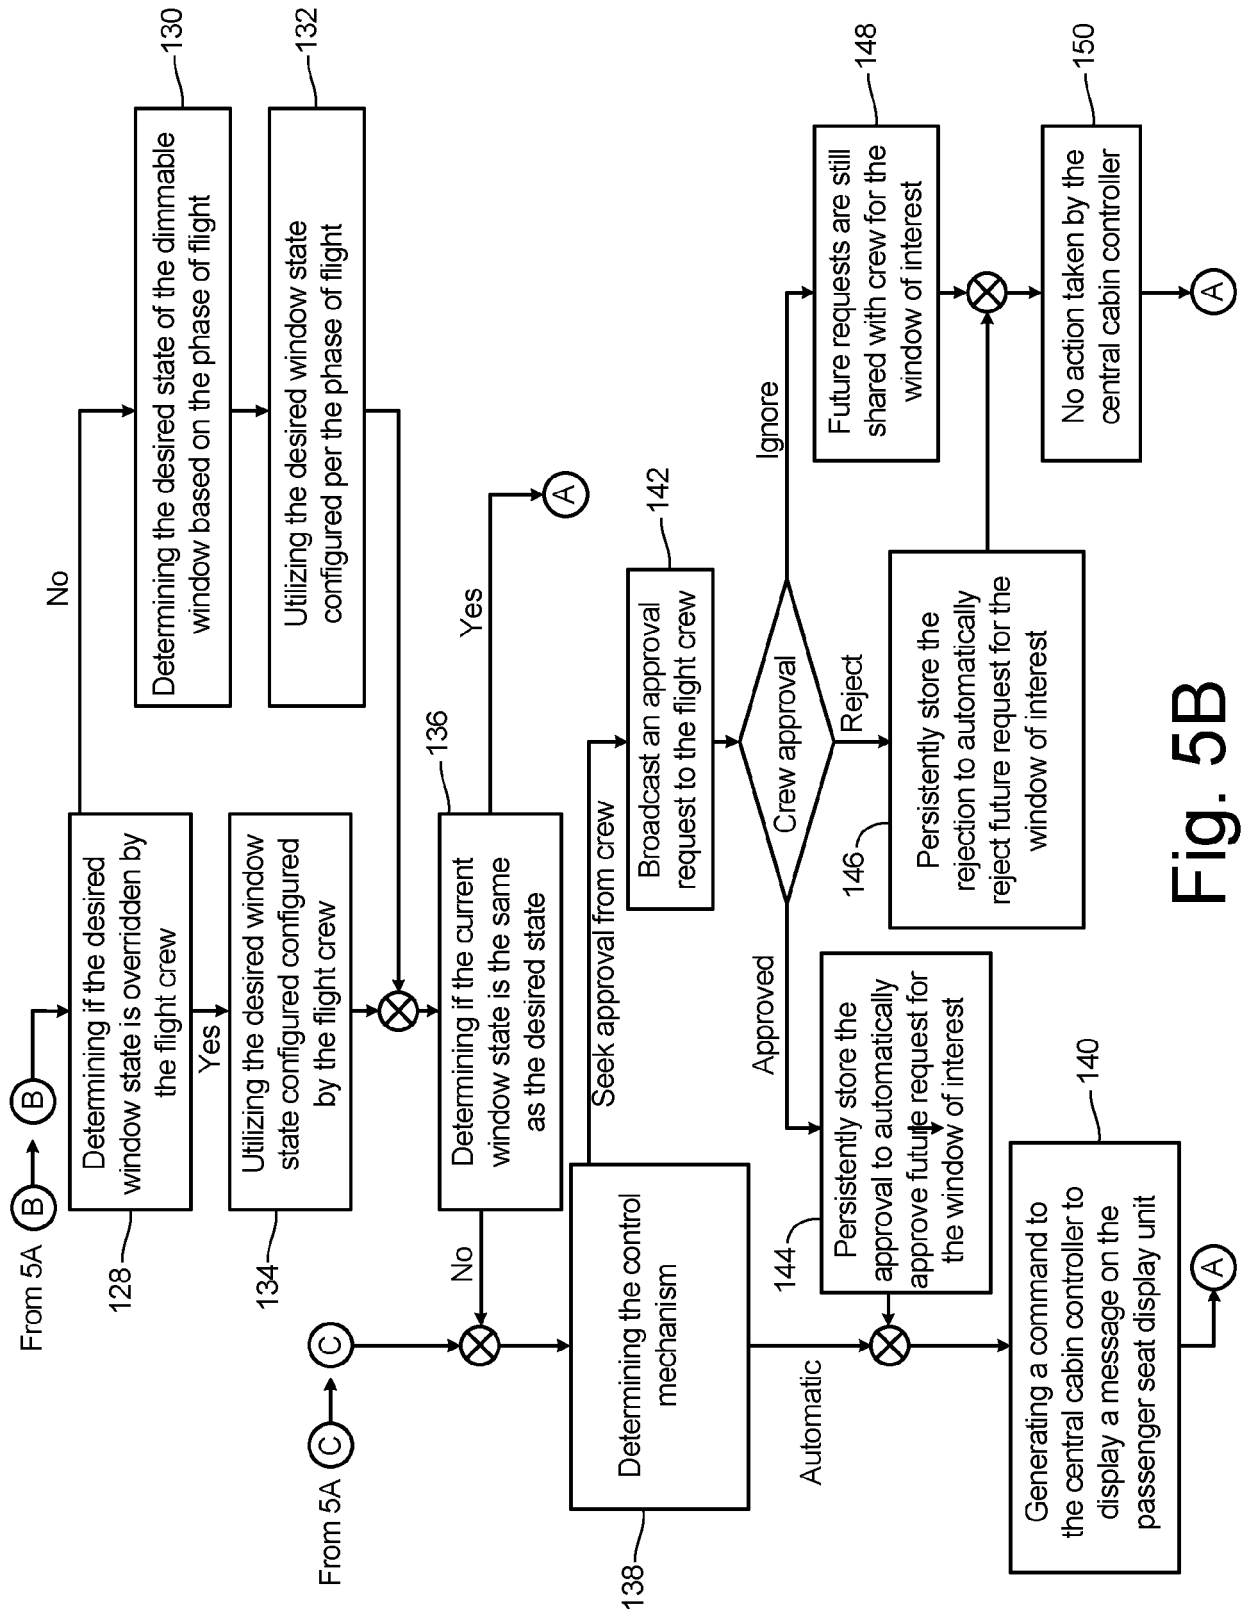 From 5A
B
B
Determining if the desired
window state is overridden by
the flight crew
128
No
Determining the desired state of the dimmable
window based on the phase of flight
130
Yes
Utilizing the desired window
state configured configured
by the flight crew
134
Utilizing the desired window state
configured per the phase of flight
132
From 5A
C
C
Determining if the current
window state is the same
as the desired state
136
No
Yes
A
Determining the control
mechanism
138
Seek approval from crew
Broadcast an approval
request to the flight crew
142
Crew approval
Approved
Reject
Ignore
Automatic
Persistently store the
approval to automatically
approve future request for
the window of interest
144
Persistently store the
rejection to automatically
reject future request for the
window of interest
146
Future requests are still
shared with crew for the
window of interest
148
Generating a command to
the central cabin controller to
display a message on the
passenger seat display unit
140
A
No action taken by the
central cabin controller
150
A
Fig. 5B